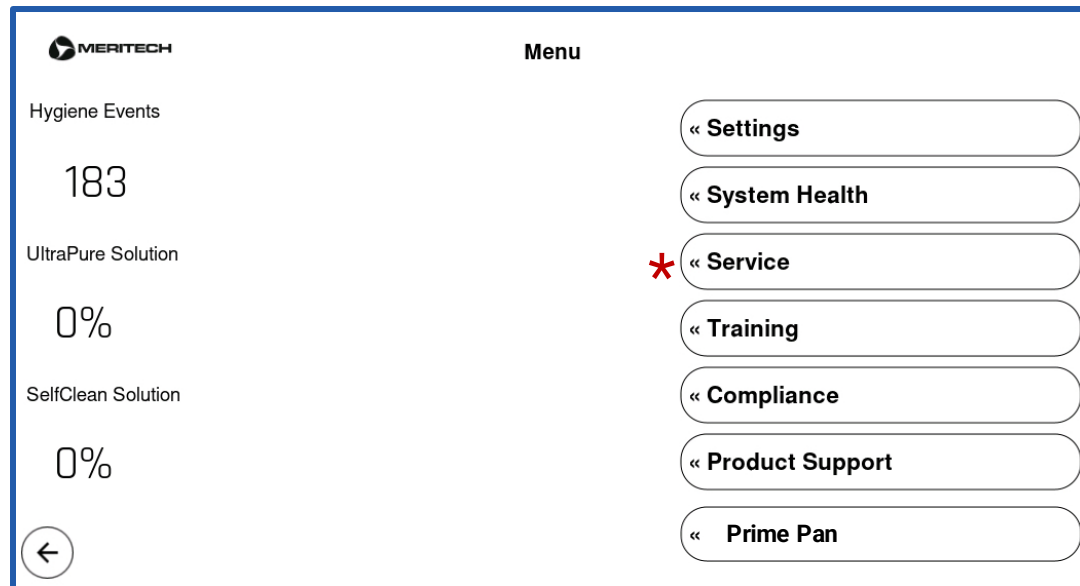 MERITECH
Menu
Hygiene Events
183
UltraPure Solution
0%
SelfClean Solution
0%
« Settings
« System Health
* « Service
« Training
« Compliance
« Product Support
« Prime Pan